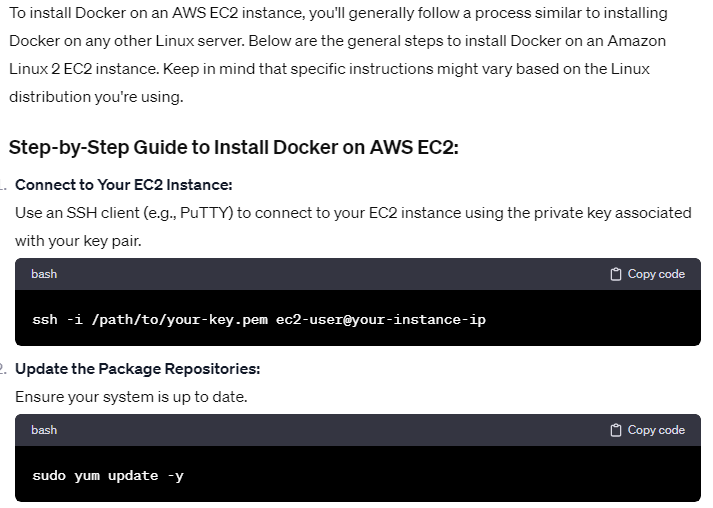 To install Docker on an AWS EC2 instance, you'll generally follow a process similar to installing
Docker on any other Linux server. Below are the general steps to install Docker on an Amazon
Linux 2 EC2 instance. Keep in mind that specific instructions might vary based on the Linux
distribution you're using.
Step-by-Step Guide to Install Docker on AWS EC2:
1. Connect to Your EC2 Instance:
Use an SSH client (e.g., PuTTY) to connect to your EC2 instance using the private key associated
with your key pair.
bash Copy code
ssh -i /path/to/your-key.pem ec2-user@your-instance-ip
2. Update the Package Repositories:
Ensure your system is up to date.
bash Copy code
sudo yum update -y